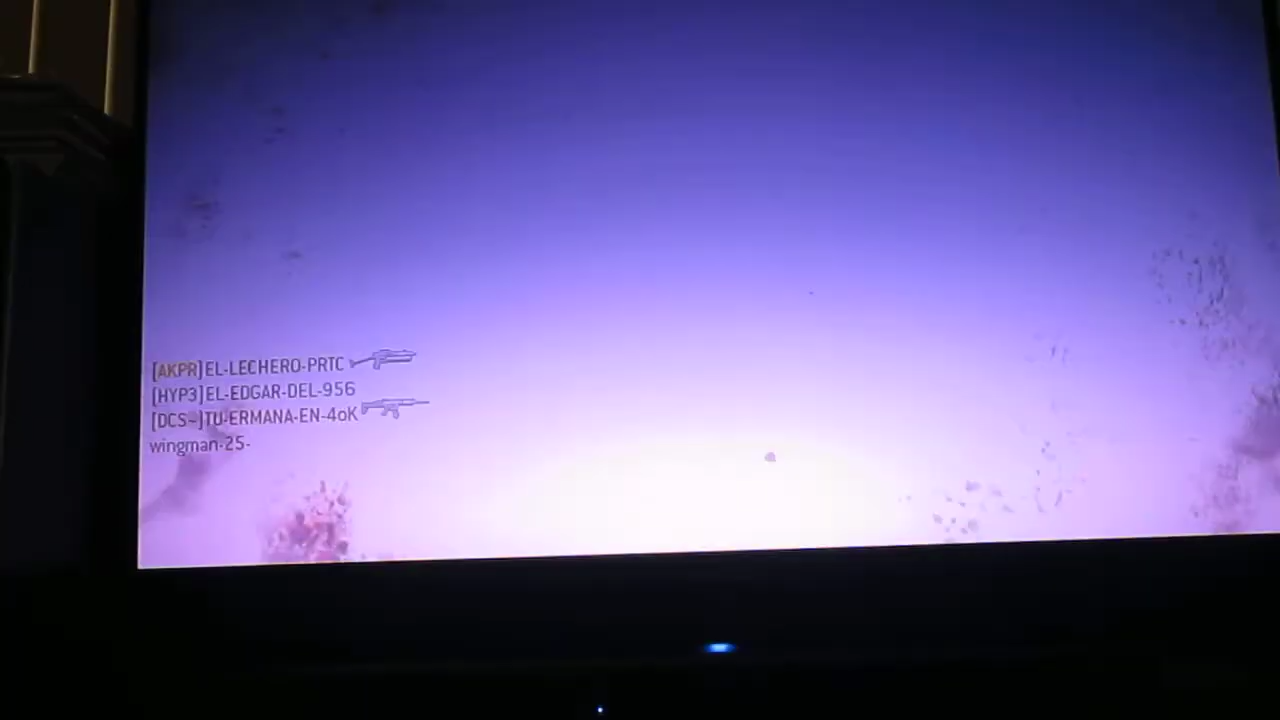 [AKPR]EL-LECHERO-PRTC
[HYP3]EL-EDGAR-DEL-956
[DCS~]TU-ERMANA-EN-4oK
wingman-25-